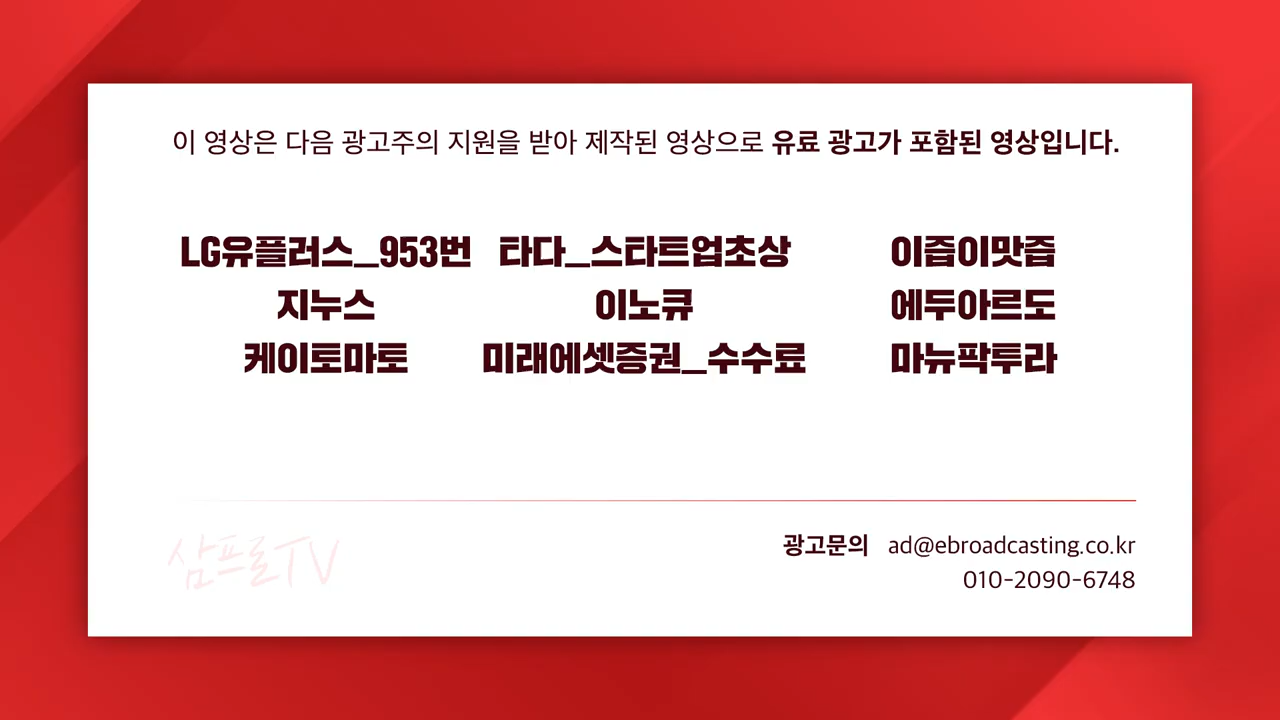 이 영상은 다음 광고주의 지원을 받아 제작된 영상으로 유료 광고가 포함된 영상입니다.
LG유플러스_953번 타다_스타트업초상 이즙이맛즙
지누스 이노큐 에두아르도
케이토마토 미래에셋증권_수수료 마뉴팍투라
삼프로TV
광고문의 ad@ebroadcasting.co.kr
010-2090-6748